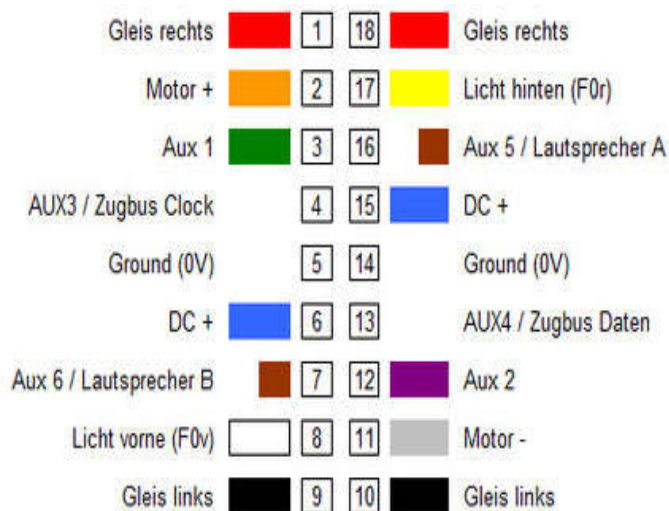 Gleis rechts 1 18 Gleis rechts
Motor + 2 17 Licht hinten (F0r)
Aux 1 3 16 Aux 5 / Lautsprecher A
AUX3 / Zugbus Clock 4 15 DC +
Ground (0V) 5 14 Ground (0V)
DC + 6 13 AUX4 / Zugbus Daten
Aux 6 / Lautsprecher B 7 12 Aux 2
Licht vorne (F0v) 8 11 Motor -
Gleis links 9 10 Gleis links